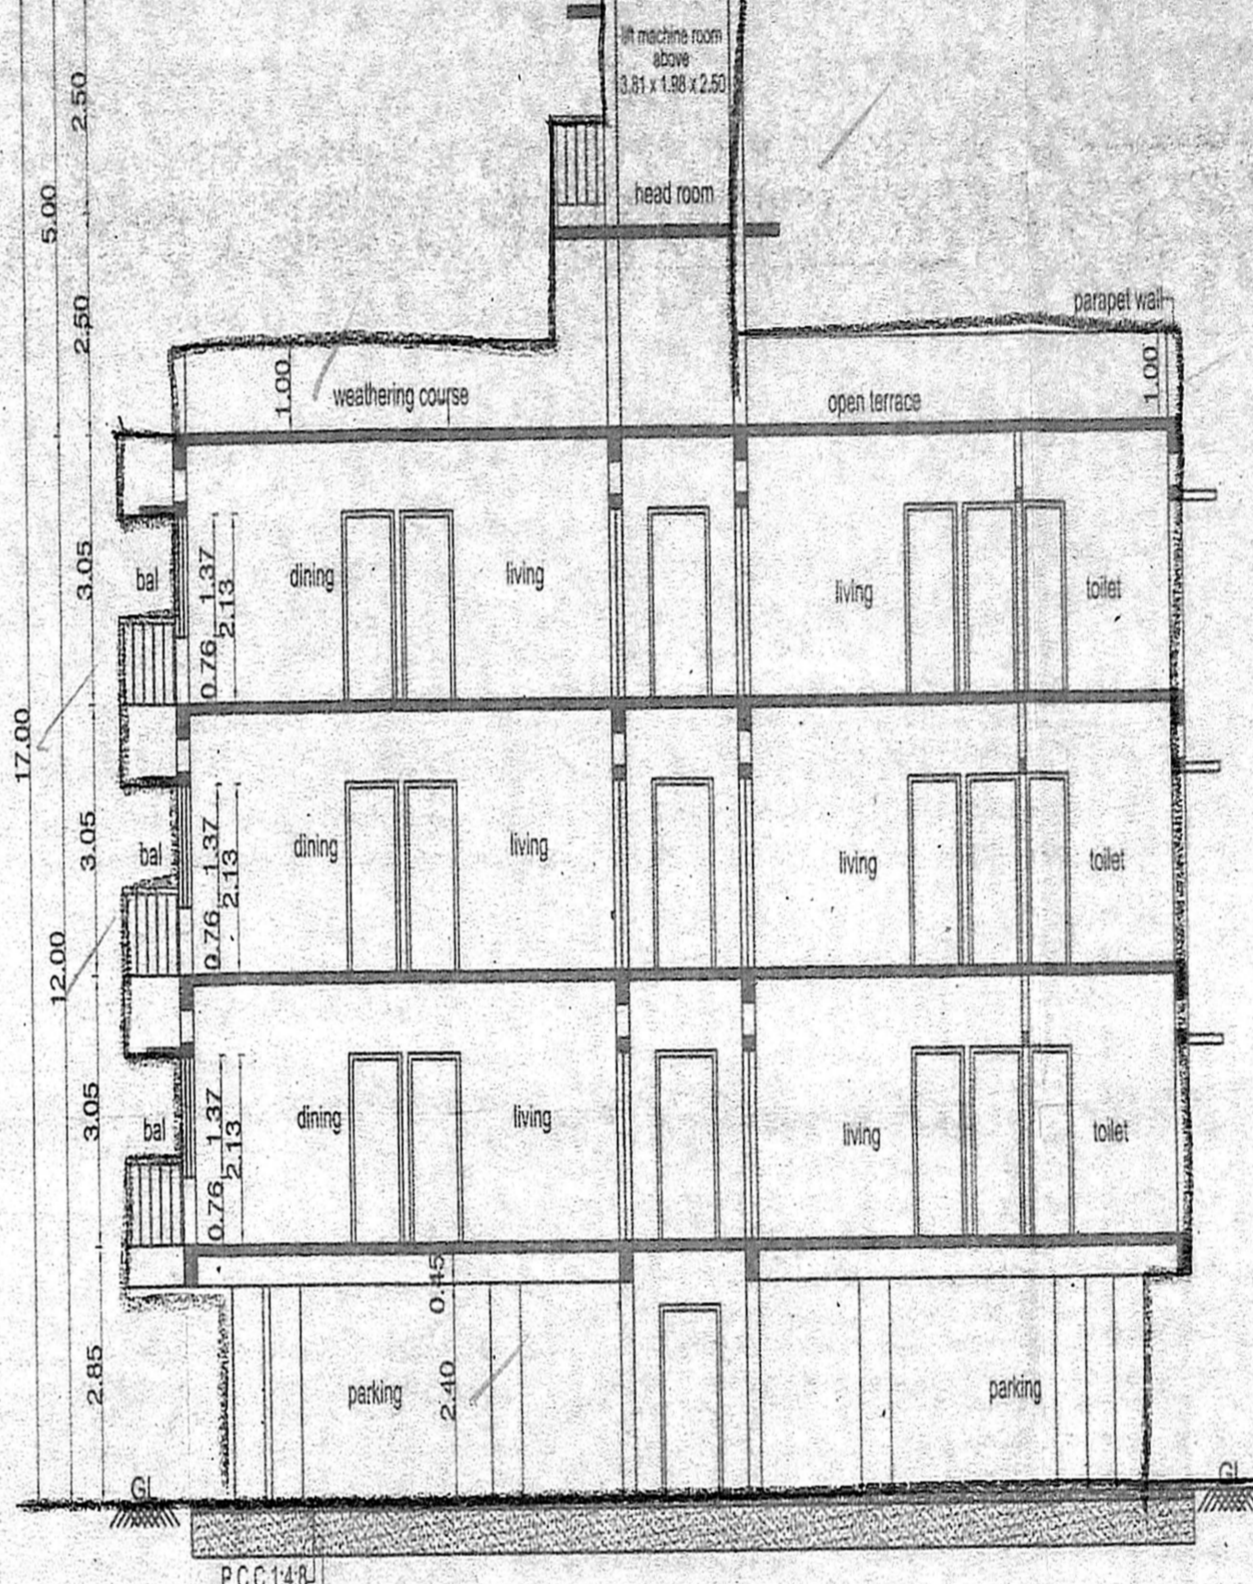 lift machine room
above
3.81 x 1.98 x 2.50
2.50
head room
5.00
2.50
parapet wall
1.00
weathering course
1.00
open terrace
3.05
bal
1.37
2.13
0.76
dining
living
living
toilet
17.00
3.05
bal
1.37
2.13
0.76
dining
living
living
toilet
12.00
3.05
bal
1.37
2.13
0.76
dining
living
living
toilet
0.45
2.85
parking
2.40
parking
GL
GL
P.C.C 1:4:8